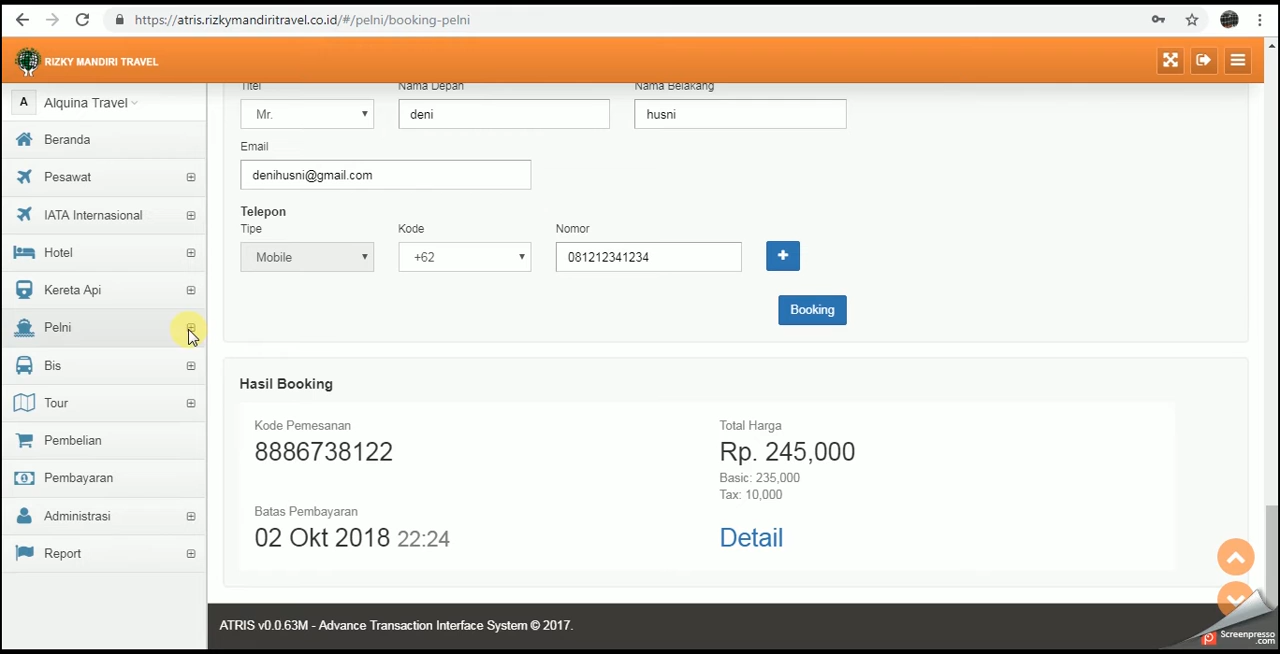 https://atris.rizkymandiritravel.co.id/#/pelni/booking-pelni
RIZKY MANDIRI TRAVEL
A Alquina Travel
Beranda
Pesawat
IATA Internasional
Hotel
Kereta Api
Pelni
Bis
Tour
Pembelian
Pembayaran
Administrasi
Report
Titel Nama Depan Nama Belakang
Mr. deni husni
Email
denihusni@gmail.com
Telepon
Tipe Kode Nomor
Mobile +62 081212341234 +
Booking
Hasil Booking
Kode Pemesanan Total Harga
8886738122 Rp. 245,000
Basic: 235,000
Tax: 10,000
Batas Pembayaran
02 Okt 2018 22:24 Detail
ATRIS v0.0.63M - Advance Transaction Interface System © 2017.
Screenpresso
.com